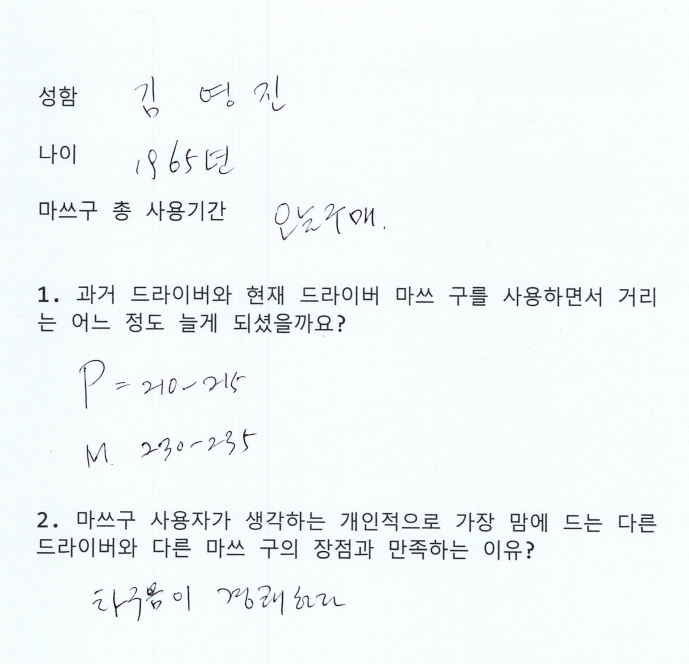 성함 김 영 진
나이 1965년
마쓰구 총 사용기간 오늘구매.
1. 과거 드라이버와 현재 드라이버 마쓰 구를 사용하면서 거리
는 어느 정도 늘게 되셨을까요?
P = 210 - 215
M. 230 - 235
2. 마쓰구 사용자가 생각하는 개인적으로 가장 맘에 드는 다른
드라이버와 다른 마쓰 구의 장점과 만족하는 이유?
타구음이 경쾌하다